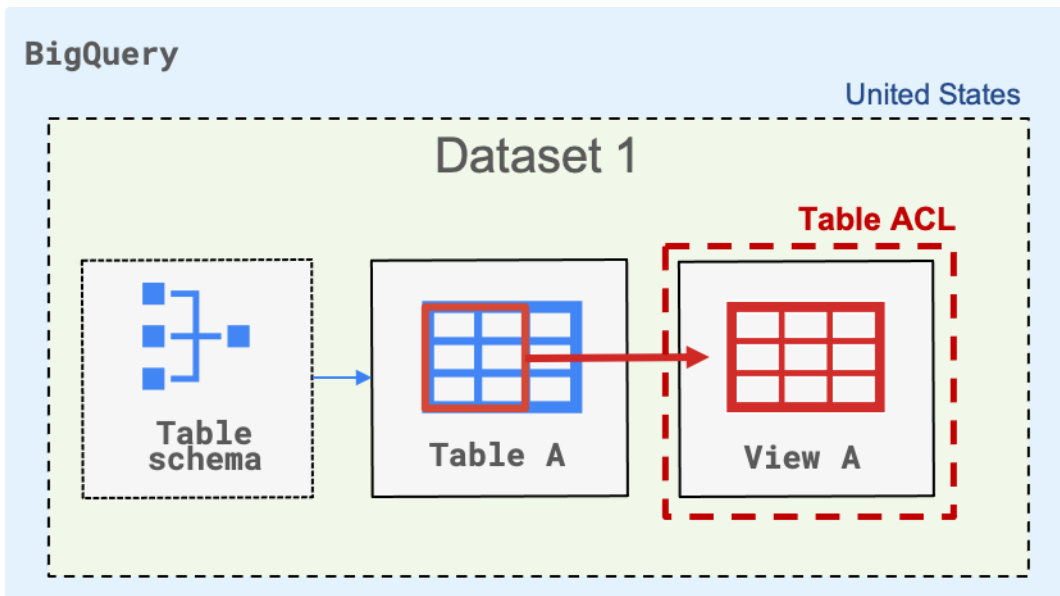 BigQuery
United States
Dataset 1
Table ACL
Table
schema
Table A
View A